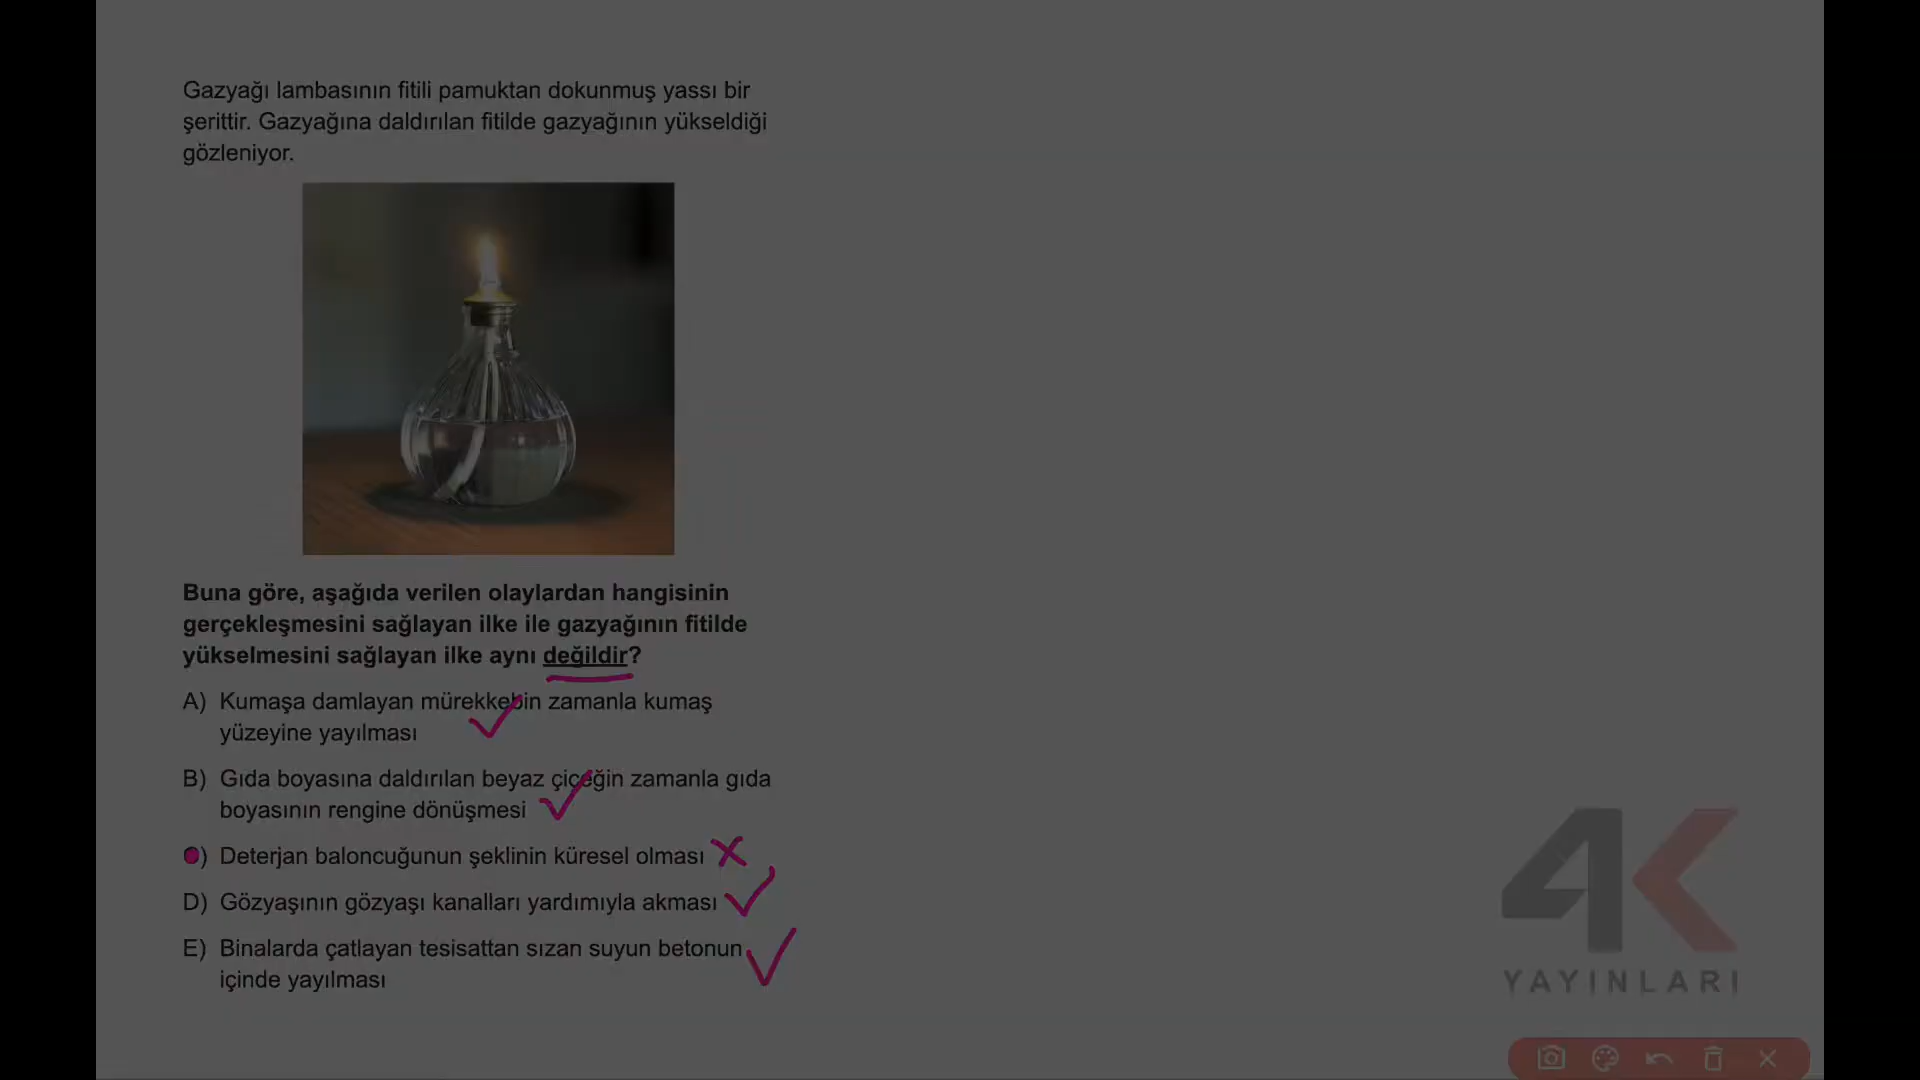 Gazyağı lambasının fitili pamuktan dokunmuş yassı bir
şerittir. Gazyağına daldırılan fitilde gazyağının yükseldiği
gözleniyor.
Buna göre, aşağıda verilen olaylardan hangisinin
gerçekleşmesini sağlayan ilke ile gazyağının fitilde
yükselmesini sağlayan ilke aynı değildir?
A) Kumaşa damlayan mürekkebin zamanla kumaş
yüzeyine yayılması
B) Gıda boyasına daldırılan beyaz çiçeğin zamanla gıda
boyasının rengine dönüşmesi
C) Deterjan baloncuğunun şeklinin küresel olması
D) Gözyaşının gözyaşı kanalları yardımıyla akması
E) Binalarda çatlayan tesisattan sızan suyun betonun
içinde yayılması
4K
YAYINLARI